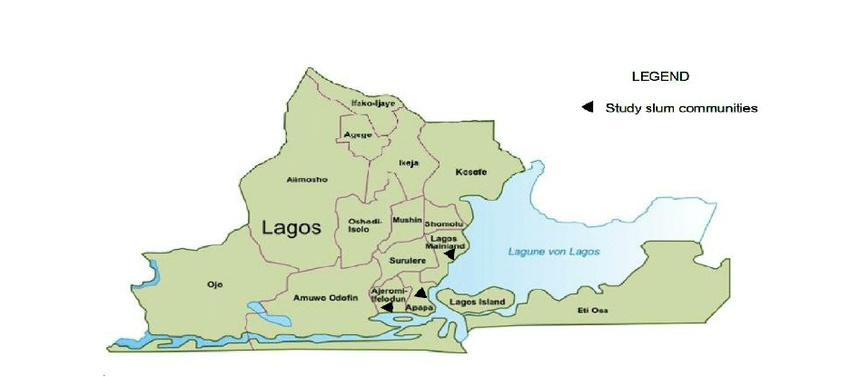 LEGEND
Study slum communities
Ifako-Ijaye
Agege
Ikeja
Kosofe
Alimosho
Lagos
Oshodi-
Isolo
Mushin
Shomolu
Lagos
Mainland
Lagune von Lagos
Surulere
Ojo
Amuwo Odofin
Ajeromi-
Ifelodun
Apapa
Lagos Island
Eti Osa